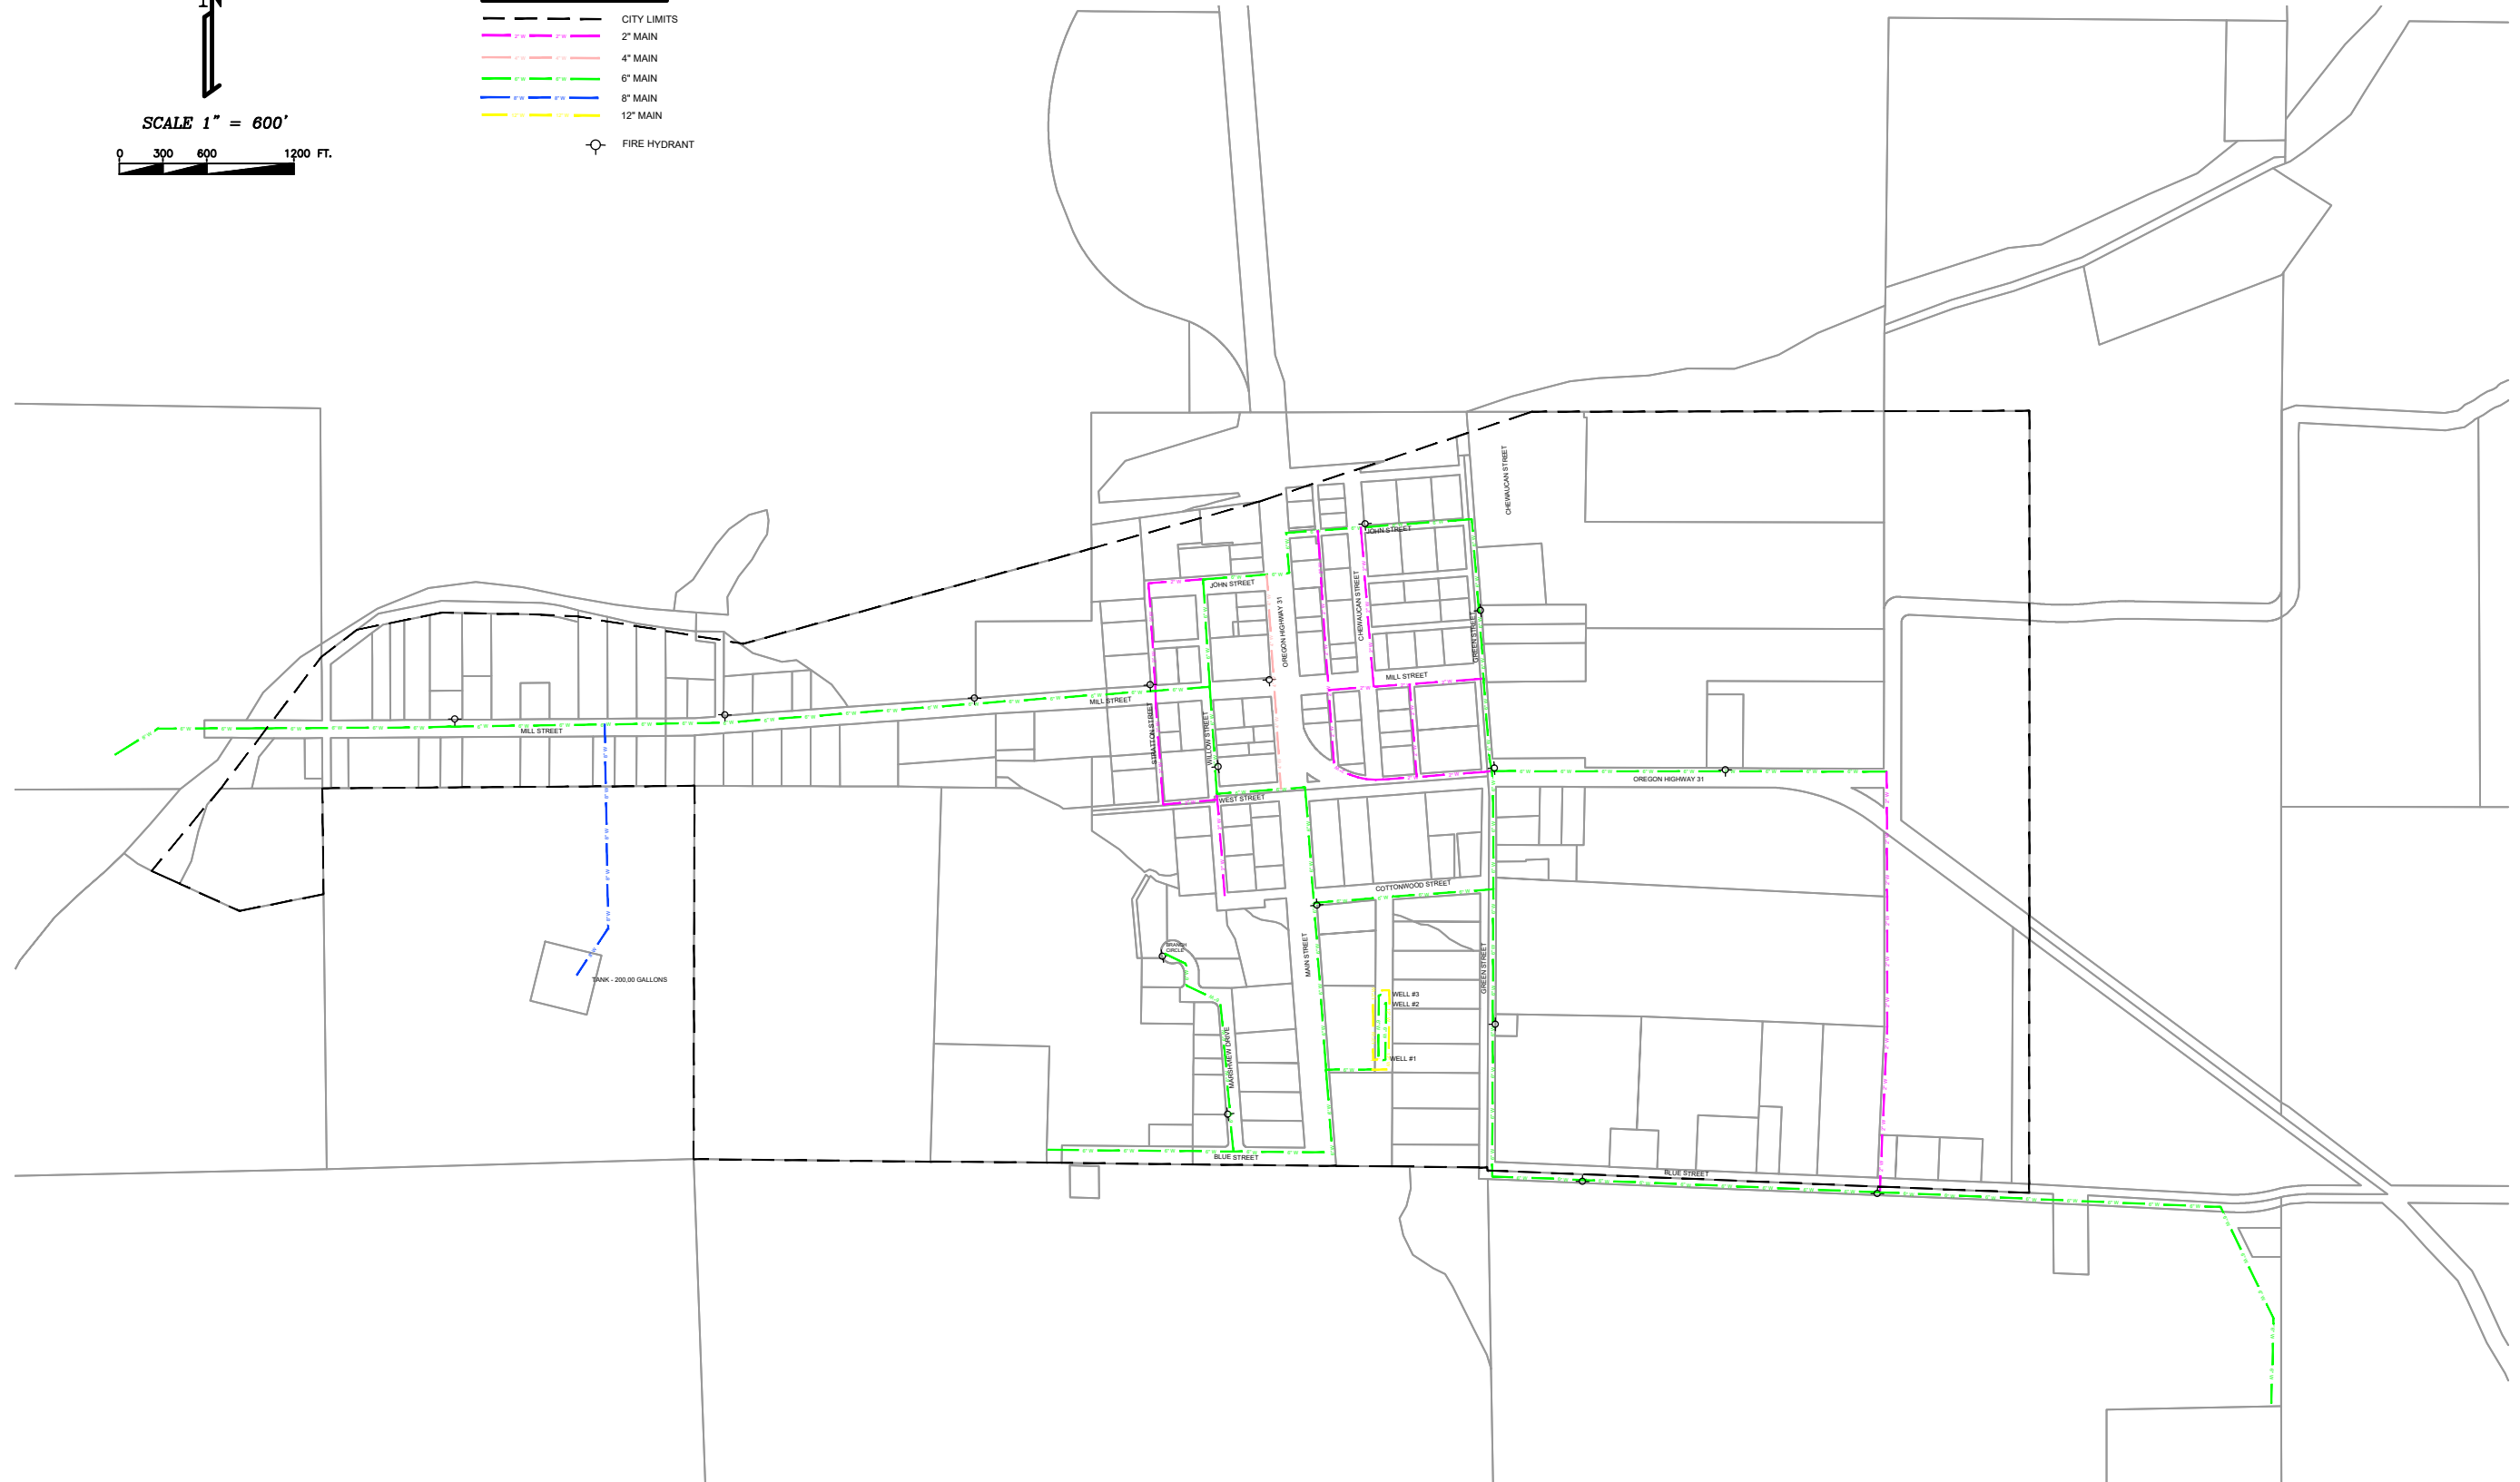 N
CITY LIMITS
2" MAIN
4" MAIN
6" MAIN
8" MAIN
12" MAIN
FIRE HYDRANT
SCALE 1" = 600'
0 300 600 1200 FT.
CHEWAUCAN STREET
JOHN STREET
JOHN STREET
OREGON HIGHWAY 31
CHEWAUCAN STREET
GREEN STREET
MILL STREET
MILL STREET
MILL STREET
STRATTON STREET
WILLOW STREET
OREGON HIGHWAY 31
WEST STREET
COTTONWOOD STREET
BRANCH
CIRCLE
MAIN STREET
GREEN STREET
TANK - 200,00 GALLONS
WELL #3
WELL #2
WELL #1
MARSHVIEW DRIVE
BLUE STREET
BLUE STREET